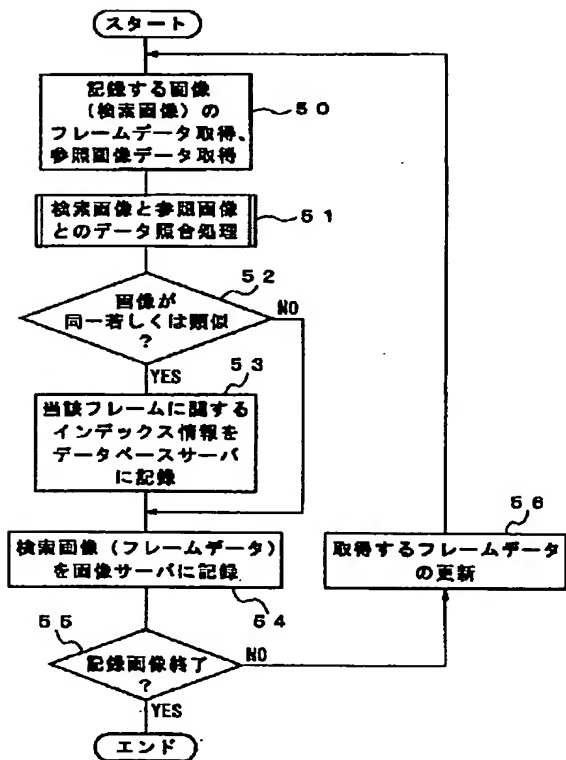 スタート
記録する画像
(検索画像)の
フレームデータ取得、
参照画像データ取得
50
検索画像と参照画像
とのデータ照合処理
51
52
画像が
同一若しくは類似
?
NO
YES
53
当該フレームに関する
インデックス情報を
データベースサーバ
に記録
検索画像(フレームデータ)
を画像サーバに記録
54
56
取得するフレームデータ
の更新
55
記録画像終了
?
NO
YES
エンド